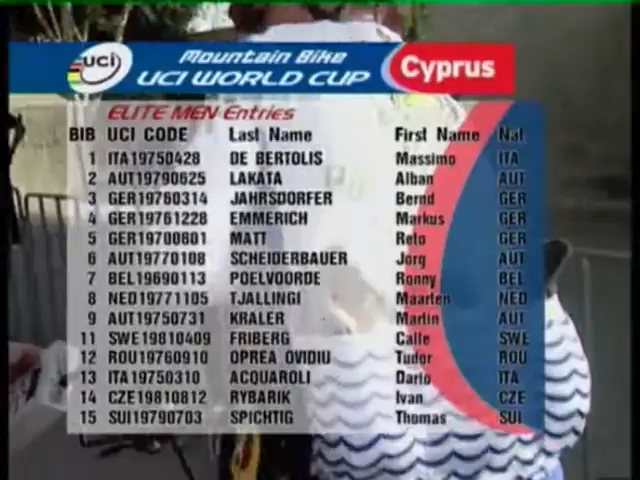 uci Mountain Bike
UCI WORLD CUP Cyprus
ELITE MEN Entries
BIB UCI CODE Last Name First Name Nat
1 ITA19750428 DE BERTOLIS Massimo ITA
2 AUT19790625 LAKATA Alban AUT
3 GER19760314 JAHRSDORFER Bernd GER
4 GER19761228 EMMERICH Markus GER
5 GER19700801 MATT Reto GER
6 AUT19770108 SCHEIDERBAUER Jorg AUT
7 BEL19690113 POELVOORDE Ronny BEL
8 NED19771105 TJALLINGI Maarten NED
9 AUT19750731 KRALER Martin AUT
11 SWE19810409 FRIBERG Calle SWE
12 ROU19760910 OPREA OVIDIU Tudor ROU
13 ITA19750310 ACQUAROLI Dario ITA
14 CZE19810812 RYBARIK Ivan CZE
15 SUI19790703 SPICHTIG Thomas SUI